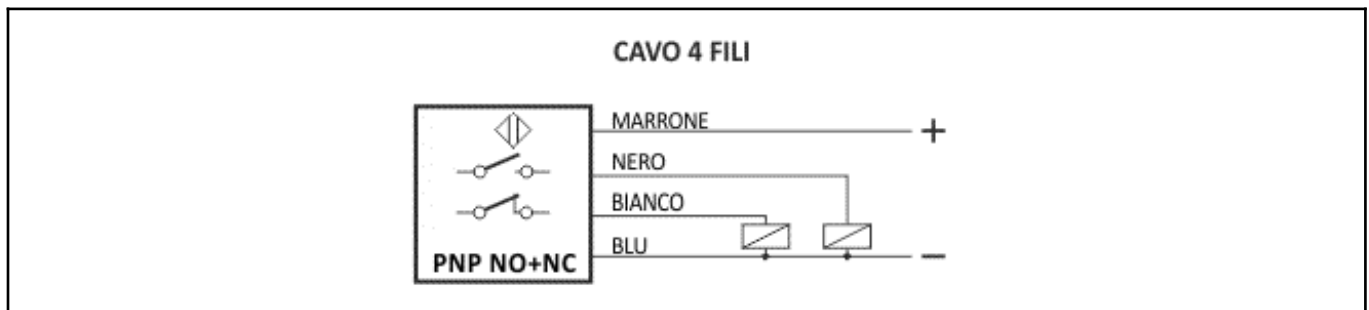 CAVO 4 FILI
MARRONE
+
NERO
BIANCO
BLU
PNP NO+NC
−